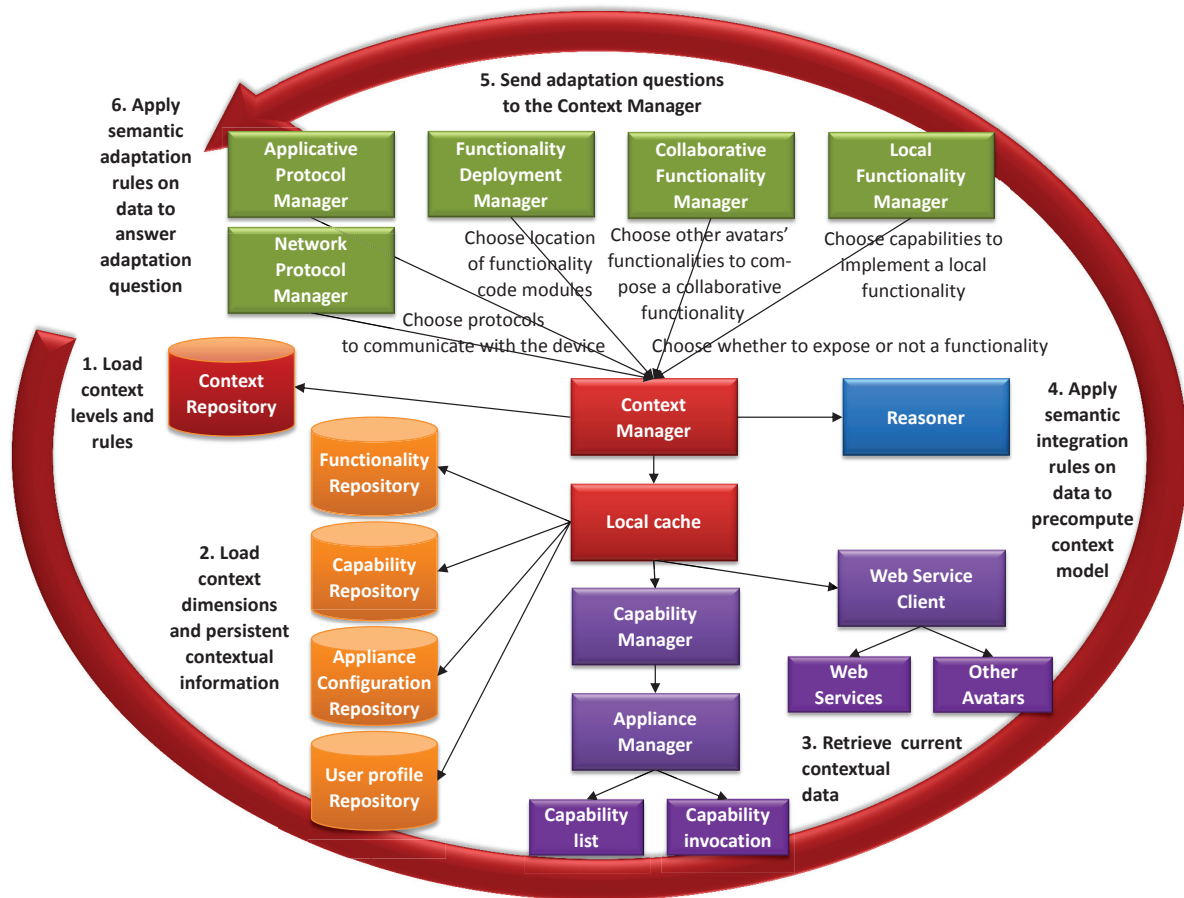 5. Send adaptation questions
to the Context Manager
6. Apply
semantic
adaptation
rules on
data to
answer
adaptation
question
Applicative
Protocol
Manager
Functionality
Deployment
Manager
Collaborative
Functionality
Manager
Local
Functionality
Manager
Network
Protocol
Manager
Choose location
of functionality
code modules
Choose other avatars’
functionalities to com-
pose a collaborative
functionality
Choose capabilities to
implement a local
functionality
Choose protocols
to communicate with the device
Choose whether to expose or not a functionality
1. Load
context
levels and
rules
Context
Repository
Context
Manager
Reasoner
4. Apply
semantic
integration
rules on
data to
precompute
context
model
Functionality
Repository
Local cache
2. Load
context
dimensions
and persistent
contextual
information
Capability
Repository
Capability
Manager
Web Service
Client
Appliance
Configuration
Repository
Web
Services
Other
Avatars
Appliance
Manager
3. Retrieve current
contextual
data
User profile
Repository
Capability
list
Capability
invocation